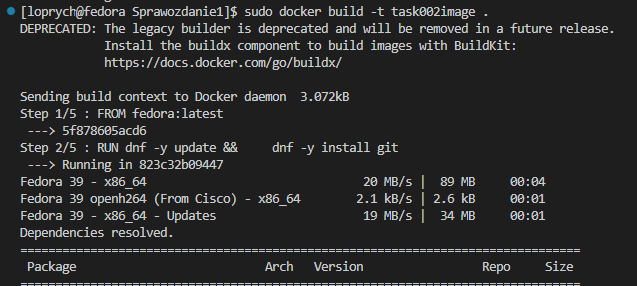 [loprych@fedora Sprawozdanie1]$ sudo docker build -t task002image .
DEPRECATED: The legacy builder is deprecated and will be removed in a future release.
            Install the buildx component to build images with BuildKit:
            https://docs.docker.com/go/buildx/

Sending build context to Docker daemon  3.072kB
Step 1/5 : FROM fedora:latest
 ---> 5f878605acd6
Step 2/5 : RUN dnf -y update &&     dnf -y install git
 ---> Running in 823c32b09447
Fedora 39 - x86_64                               20 MB/s |  89 MB     00:04
Fedora 39 openh264 (From Cisco) - x86_64        2.1 kB/s | 2.6 kB     00:01
Fedora 39 - x86_64 - Updates                     19 MB/s |  34 MB     00:01
Dependencies resolved.
================================================================================
 Package                           Arch   Version                 Repo     Size
================================================================================